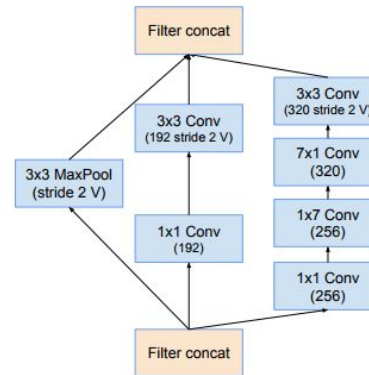 Filter concat
3x3 Conv
(320 stride 2 V)
3x3 Conv
(192 stride 2 V)
7x1 Conv
(320)
3x3 MaxPool
(stride 2 V)
1x7 Conv
(256)
1x1 Conv
(192)
1x1 Conv
(256)
Filter concat